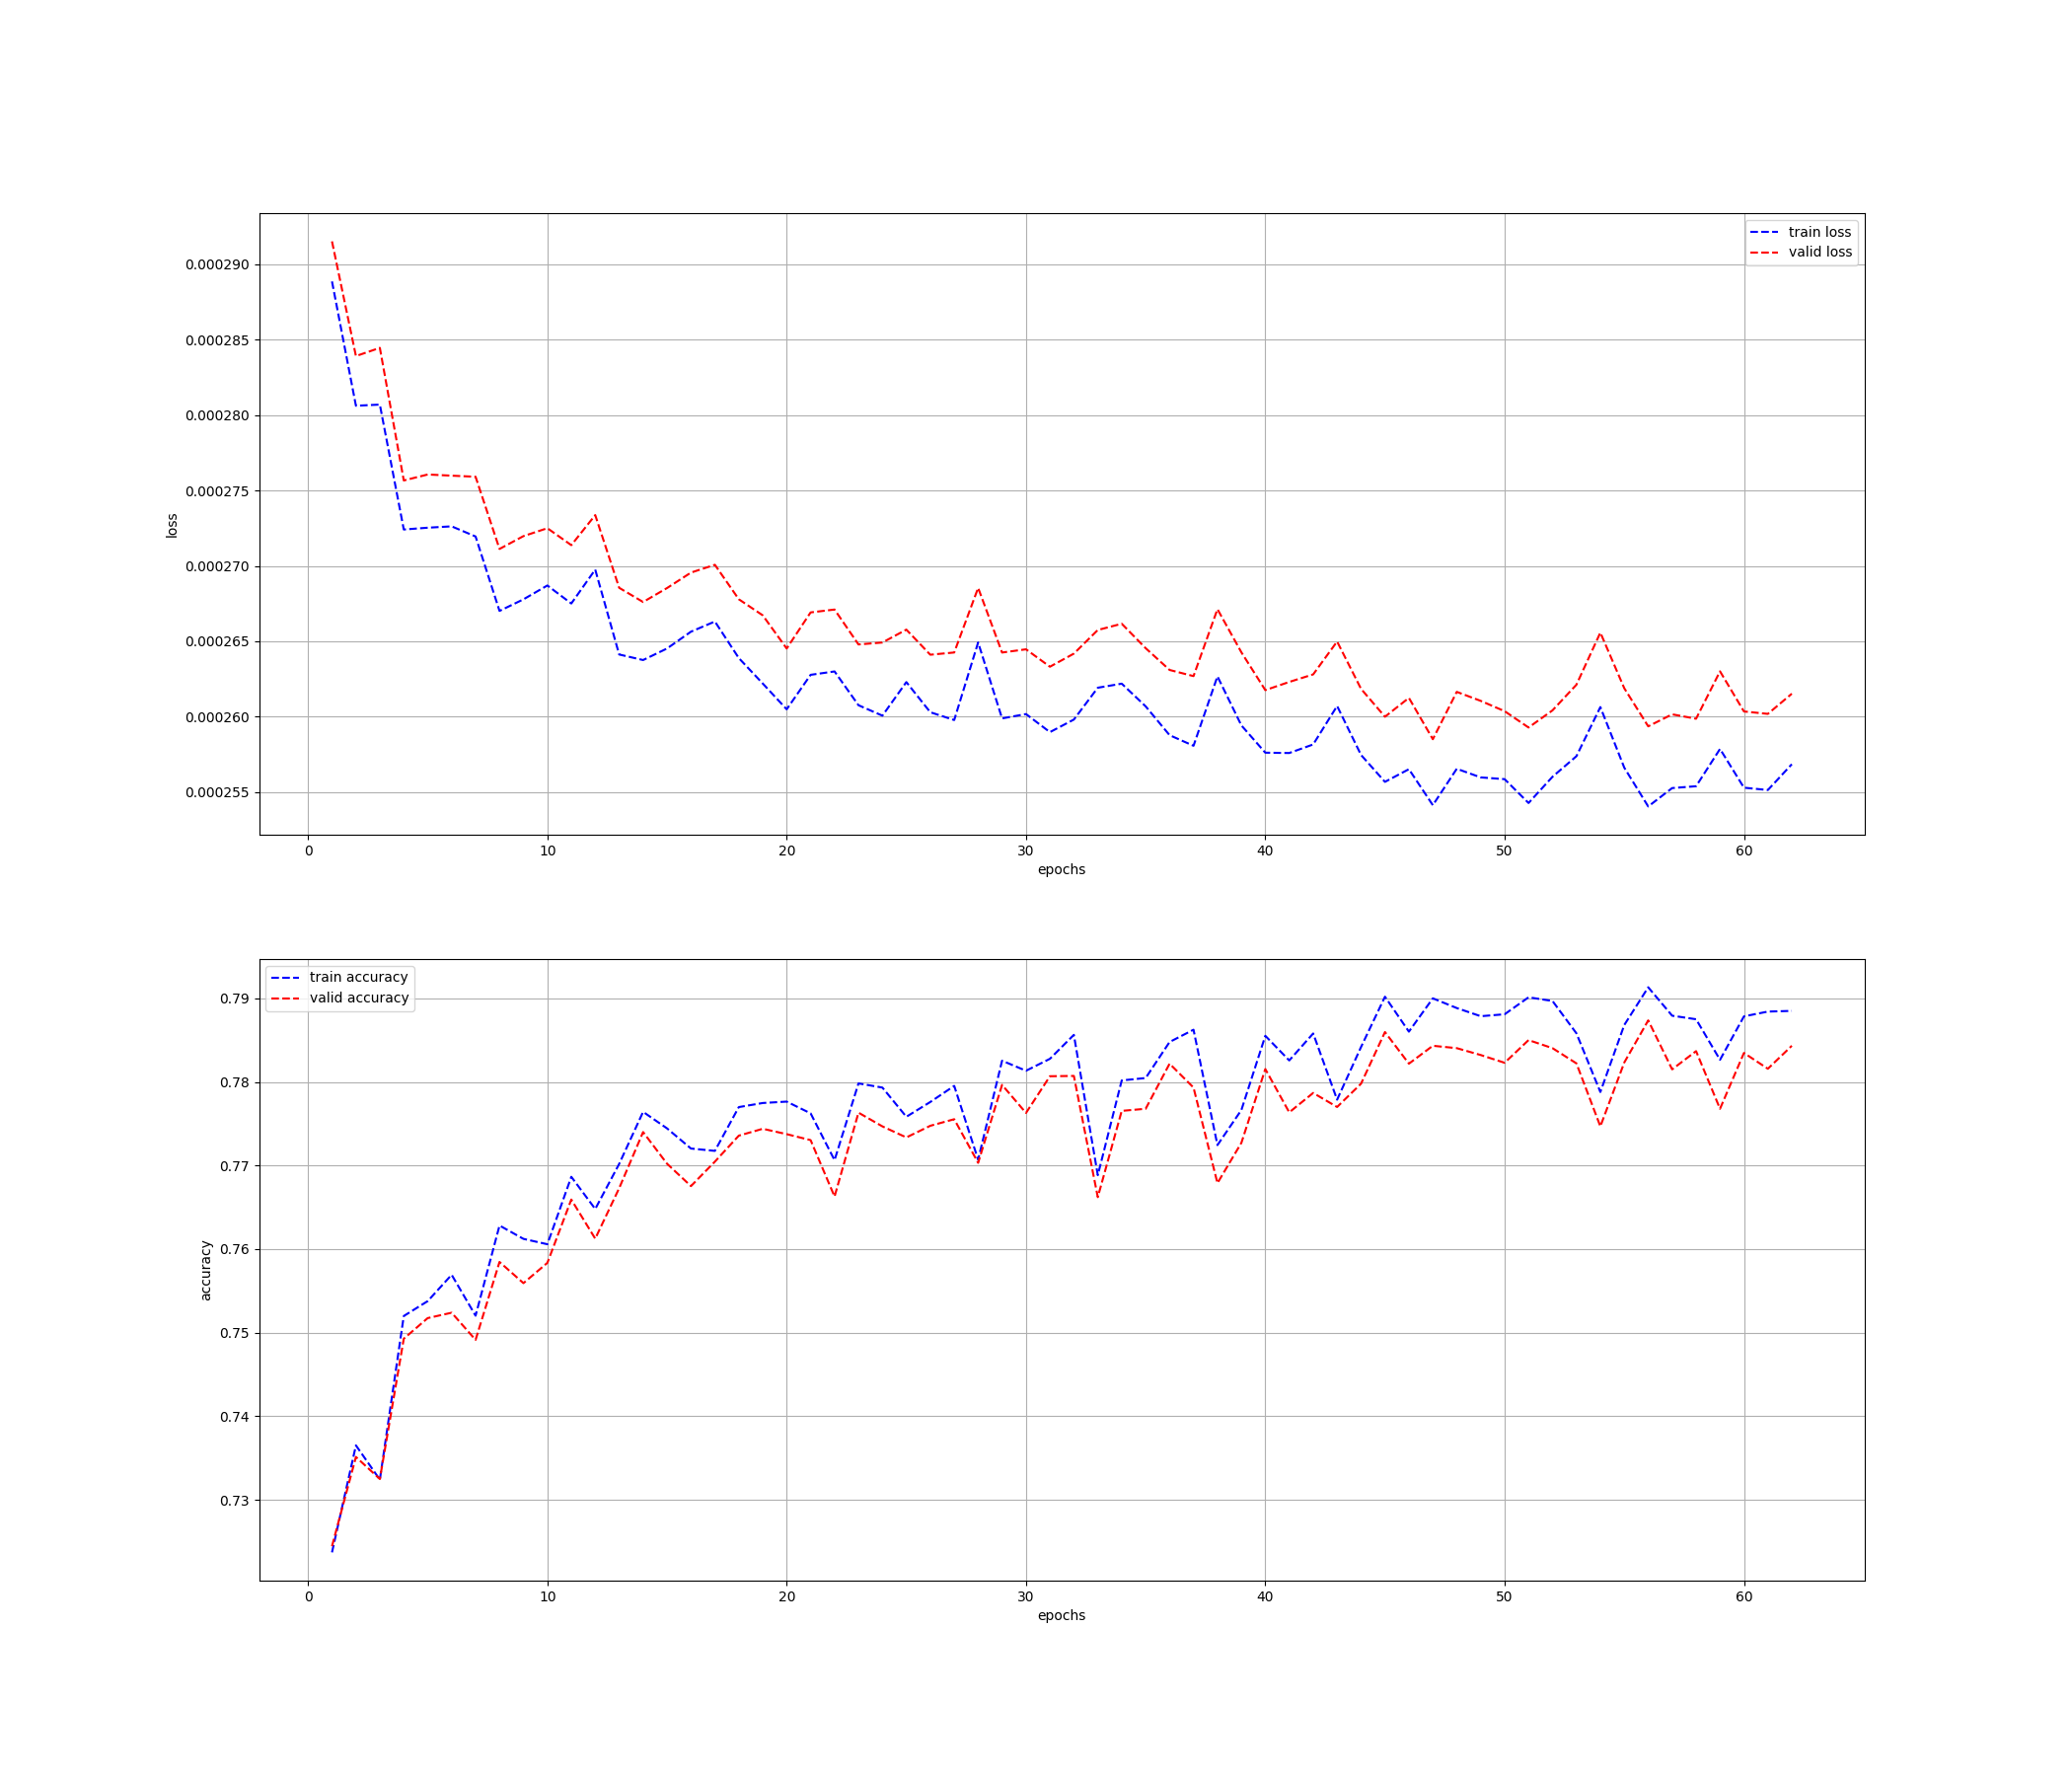 train loss
valid loss
0.000290
0.000285
0.000280
0.000275
0.000270
0.000265
0.000260
0.000255
loss
0 10 20 30 40 50 60
epochs
train accuracy
valid accuracy
0.79
0.78
0.77
0.76
0.75
0.74
0.73
accuracy
0 10 20 30 40 50 60
epochs